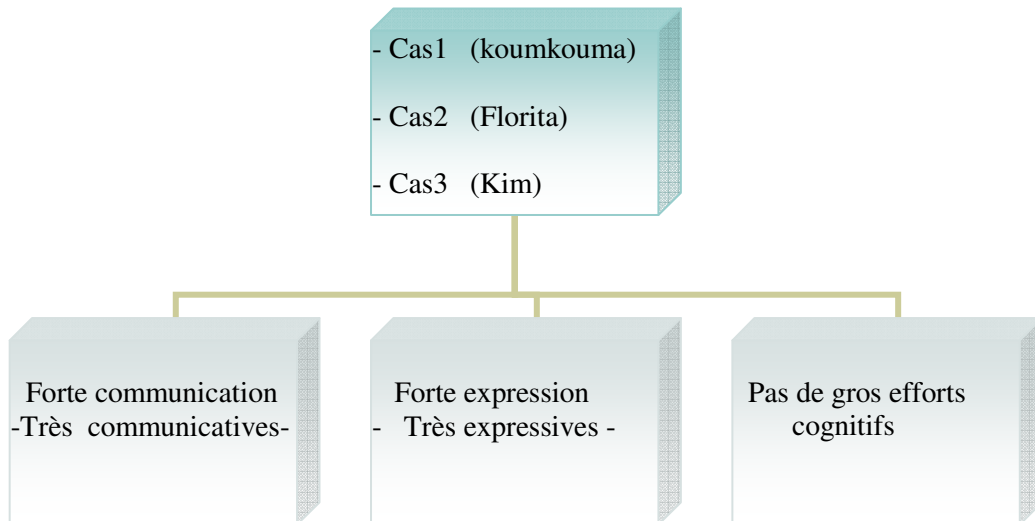 - Cas1 (koumkouma)
- Cas2 (Florita)
- Cas3 (Kim)
Forte communication
-Très communicatives-
Forte expression
- Très expressives -
Pas de gros efforts
cognitifs